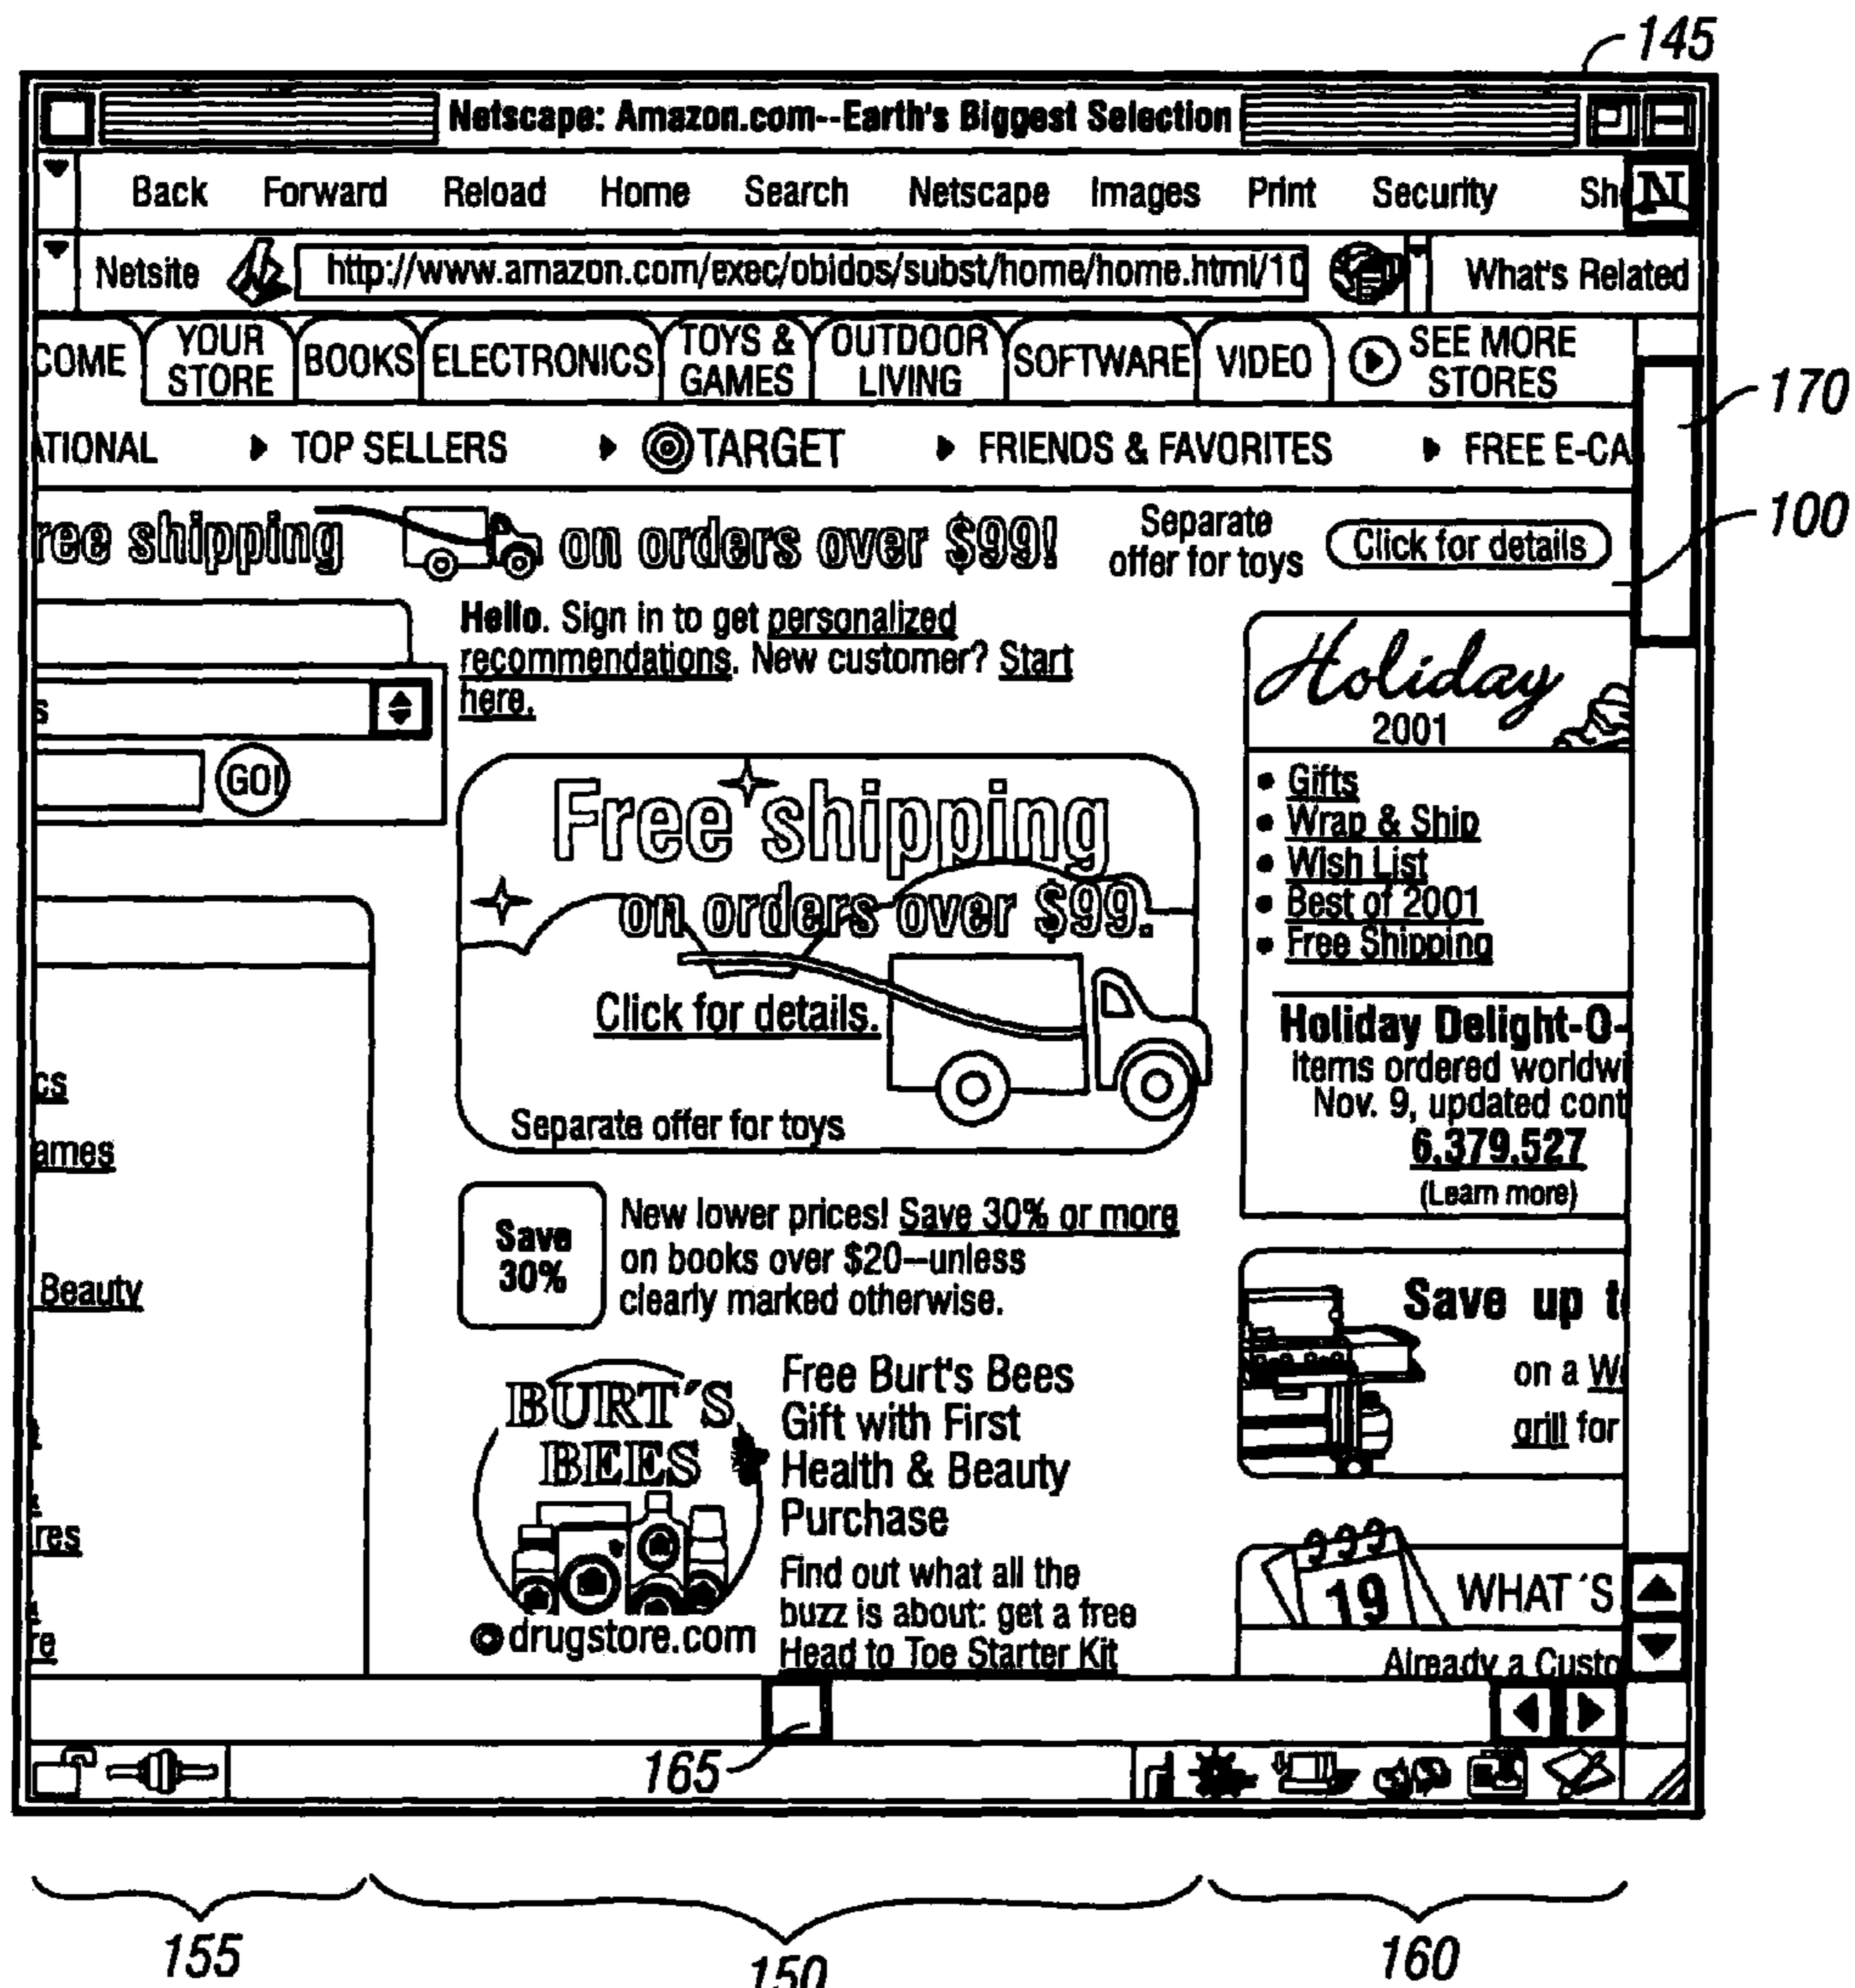 145
Netscape: Amazon.com--Earth's Biggest Selection
Back Forward Reload Home Search Netscape Images Print Security Sh N
Netsite http://www.amazon.com/exec/obidos/subst/home/home.html/10 What's Related
COME YOUR STORE BOOKS ELECTRONICS TOYS & GAMES OUTDOOR LIVING SOFTWARE VIDEO SEE MORE STORES
170
ATIONAL TOP SELLERS TARGET FRIENDS & FAVORITES FREE E-CA
100
ree shipping on orders over $99! Separate offer for toys Click for details
Hello. Sign in to get personalized
recommendations. New customer? Start
here.
s
GO!
cs
ames
Beauty
res
re
Free shipping
on orders over $99.
Click for details.
Separate offer for toys
Save
30%
New lower prices! Save 30% or more
on books over $20--unless
clearly marked otherwise.
BURT'S
BEES
drugstore.com
Free Burt's Bees
Gift with First
Health & Beauty
Purchase
Find out what all the
buzz is about: get a free
Head to Toe Starter Kit
Holiday
2001
• Gifts
• Wrap & Ship
• Wish List
• Best of 2001
• Free Shipping
Holiday Delight-O-
Items ordered worldwi
Nov. 9, updated cont
6,379,527
(Learn more)
Save up t
on a W
grill for
19
WHAT'S
Already a Custo
165
155
150
160